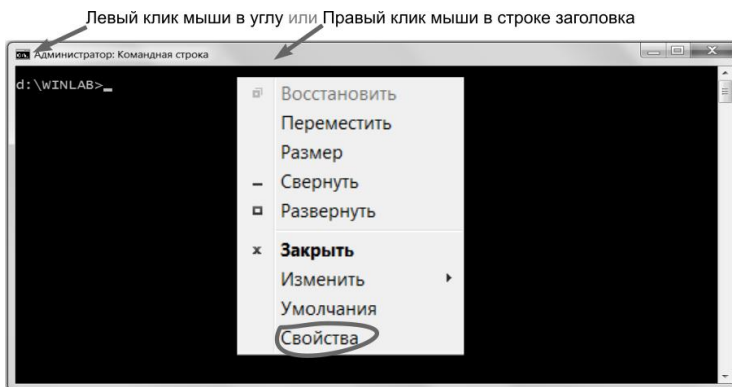 Левый клик мыши в углу или Правый клик мыши в строке заголовка
Администратор: Командная строка
d:\WINLAB>_
Восстановить
Переместить
Размер
Свернуть
Развернуть
Закрыть
Изменить
Умолчания
Свойства